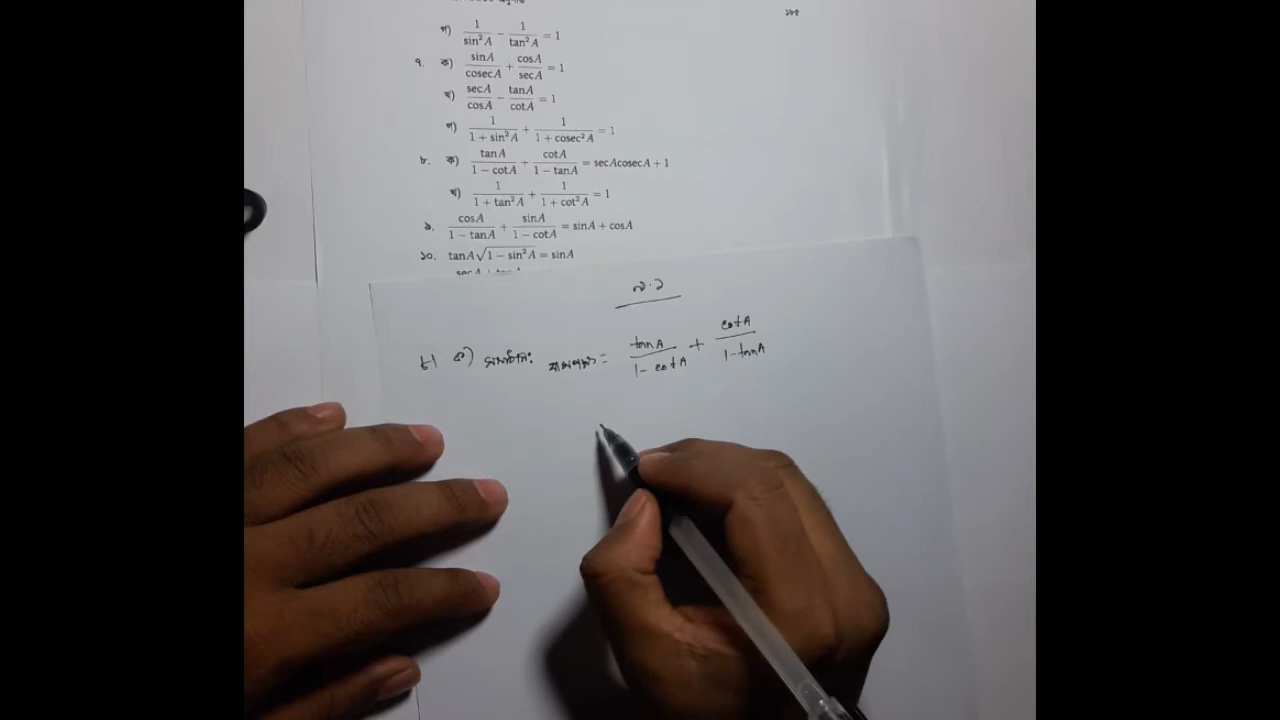 ১৮৫
গ) 1/sin²A − 1/tan²A = 1
৭. ক) sinA/cosecA + cosA/secA = 1
খ) secA/cosA − tanA/cotA = 1
গ) 1/(1 + sin²A) + 1/(1 + cosec²A) = 1
৮. ক) tanA/(1 − cotA) + cotA/(1 − tanA) = secAcosecA + 1
খ) 1/(1 + tan²A) + 1/(1 + cot²A) = 1
৯. cosA/(1 − tanA) + sinA/(1 − cotA) = sinA + cosA
১০. tanA√(1 − sin²A) = sinA
৯.১
৮। ক) সমাধান: বামপক্ষ = tanA/(1 - cotA) + cotA/(1 - tanA)